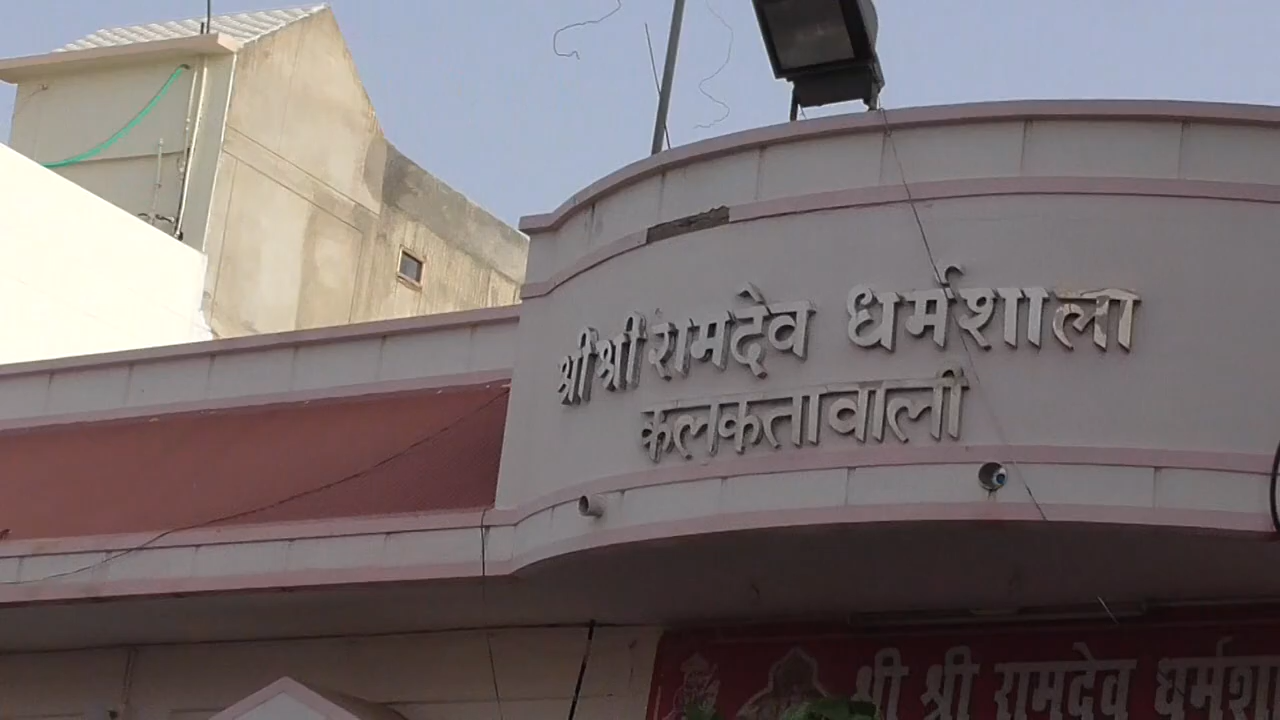 श्री श्री रामदेव धर्मशाला
कलकतावाली
श्री श्री रामदेव धर्मशा